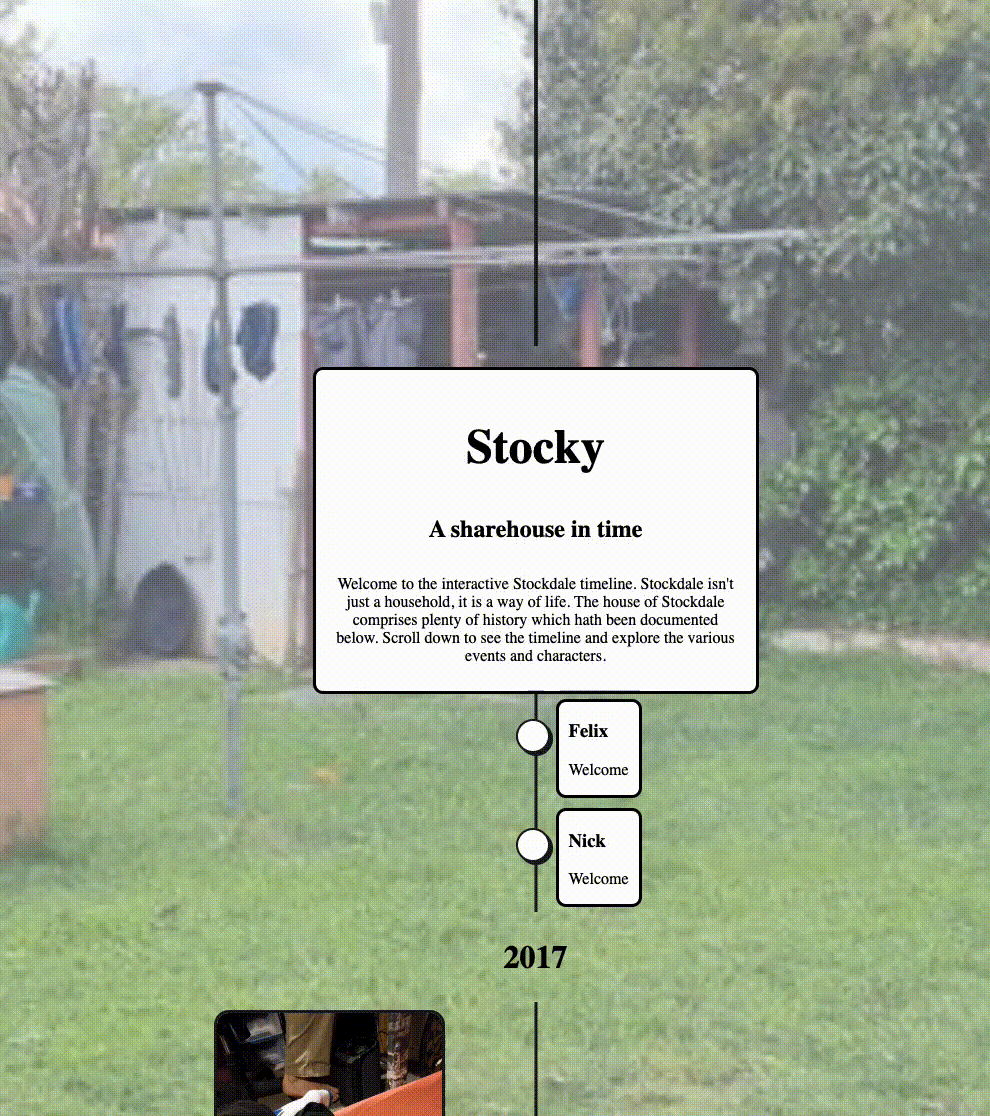 Stocky
A sharehouse in time
Welcome to the interactive Stockdale timeline. Stockdale isn't
just a household, it is a way of life. The house of Stockdale
comprises plenty of history which hath been documented
below. Scroll down to see the timeline and explore the various
events and characters.
Felix
Welcome
Nick
Welcome
2017